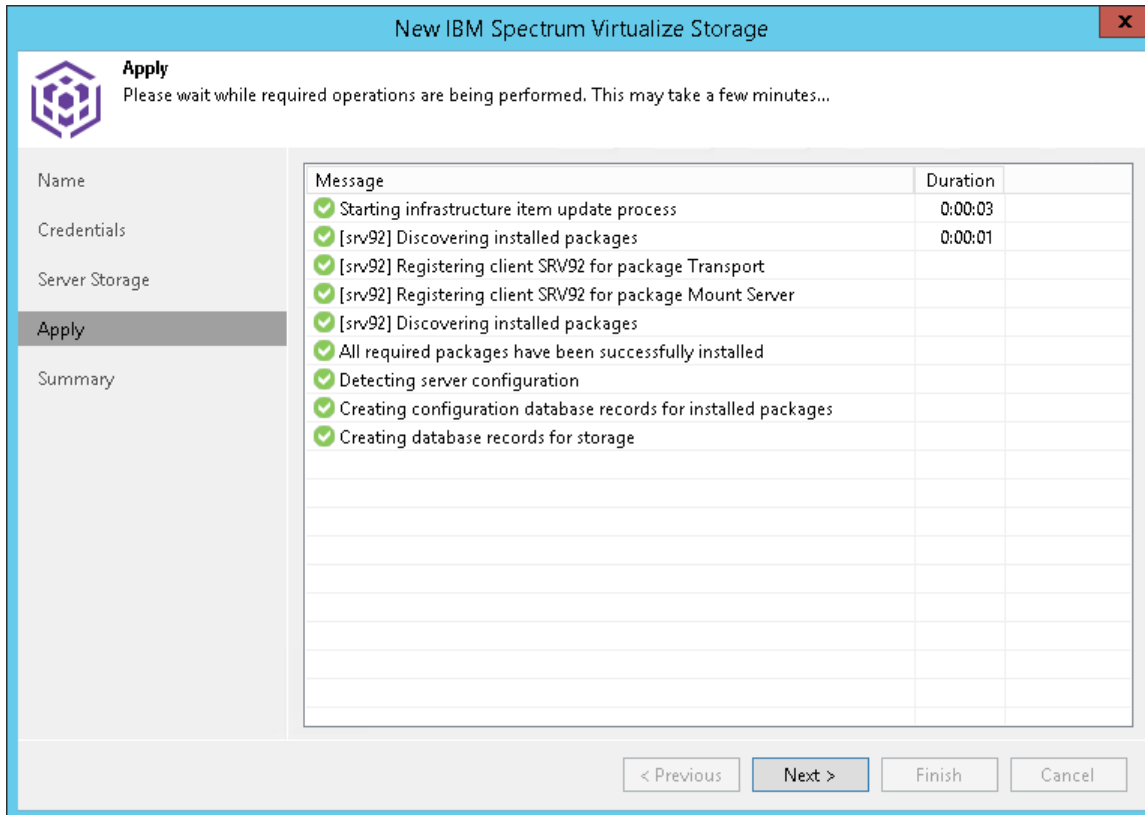 New IBM Spectrum Virtualize Storage
x
Apply
Please wait while required operations are being performed. This may take a few minutes...
Name
Credentials
Server Storage
Apply
Summary
Message Duration
Starting infrastructure item update process 0:00:03
[srv92] Discovering installed packages 0:00:01
[srv92] Registering client SRV92 for package Transport
[srv92] Registering client SRV92 for package Mount Server
[srv92] Discovering installed packages
All required packages have been successfully installed
Detecting server configuration
Creating configuration database records for installed packages
Creating database records for storage
< Previous Next > Finish Cancel